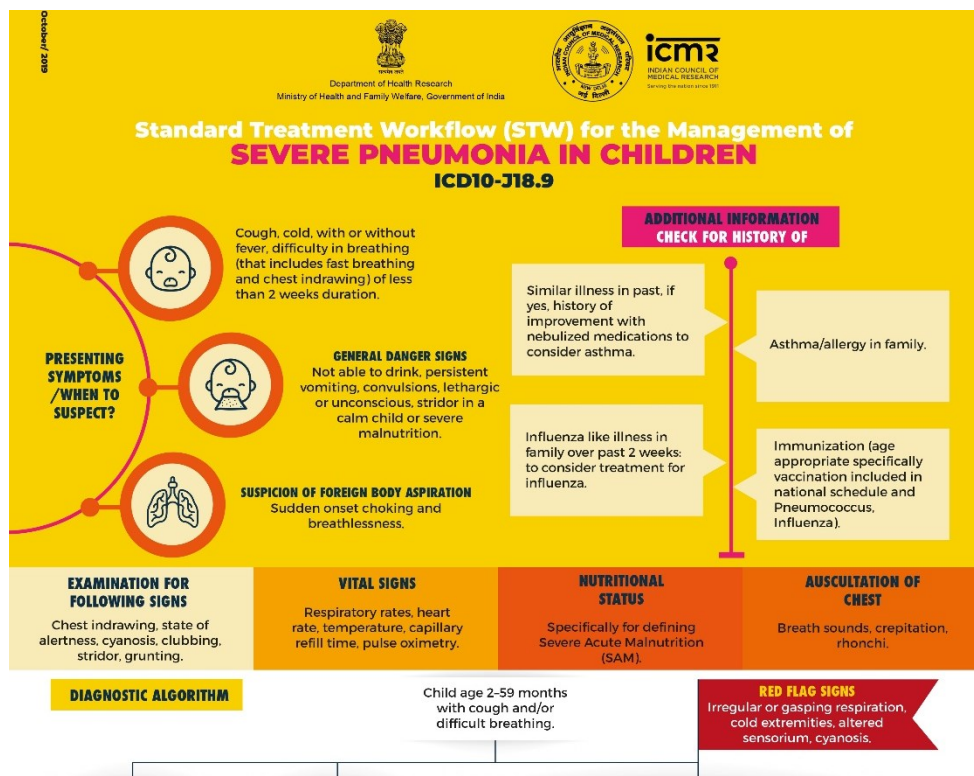 October/ 2019
सत्यमेव जयते
Department of Health Research
Ministry of Health and Family Welfare, Government of India
INDIAN COUNCIL OF MEDICAL RESEARCH
NEW DELHI
नई दिल्ली
icmr
INDIAN COUNCIL OF
MEDICAL RESEARCH
Serving the nation since 1911
Standard Treatment Workflow (STW) for the Management of
SEVERE PNEUMONIA IN CHILDREN
ICD10-J18.9
PRESENTING
SYMPTOMS
/WHEN TO
SUSPECT?
Cough, cold, with or without
fever, difficulty in breathing
(that includes fast breathing
and chest indrawing) of less
than 2 weeks duration.
GENERAL DANGER SIGNS
Not able to drink, persistent
vomiting, convulsions, lethargic
or unconscious, stridor in a
calm child or severe
malnutrition.
SUSPICION OF FOREIGN BODY ASPIRATION
Sudden onset choking and
breathlessness.
ADDITIONAL INFORMATION
CHECK FOR HISTORY OF
Similar illness in past, if
yes, history of
improvement with
nebulized medications to
consider asthma.
Asthma/allergy in family.
Influenza like illness in
family over past 2 weeks:
to consider treatment for
influenza.
Immunization (age
appropriate specifically
vaccination included in
national schedule and
Pneumococcus,
Influenza).
EXAMINATION FOR
FOLLOWING SIGNS
Chest indrawing, state of
alertness, cyanosis, clubbing,
stridor, grunting.
VITAL SIGNS
Respiratory rates, heart
rate, temperature, capillary
refill time, pulse oximetry.
NUTRITIONAL
STATUS
Specifically for defining
Severe Acute Malnutrition
(SAM).
AUSCULTATION OF
CHEST
Breath sounds, crepitation,
rhonchi.
DIAGNOSTIC ALGORITHM
Child age 2-59 months
with cough and/or
difficult breathing.
RED FLAG SIGNS
Irregular or gasping respiration,
cold extremities, altered
sensorium, cyanosis.